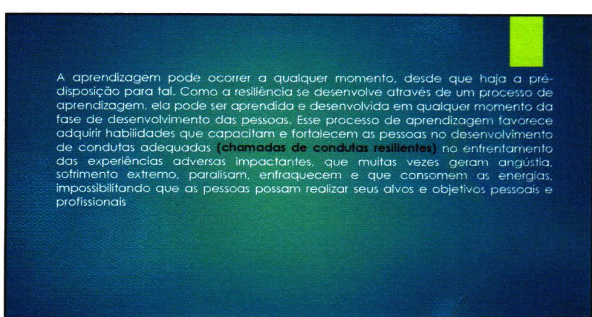 A aprendizagem pode ocorrer a qualquer momento, desde que haja a pré-
disposição para tal. Como a resiliência se desenvolve através de um processo de
aprendizagem, ela pode ser aprendida e desenvolvida em qualquer momento da
fase de desenvolvimento das pessoas. Esse processo de aprendizagem favorece
adquirir habilidades que capacitam e fortalecem as pessoas no desenvolvimento
de condutas adequadas (chamadas de condutas resilientes) no enfrentamento
das experiências adversas impactantes, que muitas vezes geram angústia,
sofrimento extremo, paralisam, enfraquecem e que consomem as energias,
impossibilitando que as pessoas possam realizar seus alvos e objetivos pessoais e
profissionais